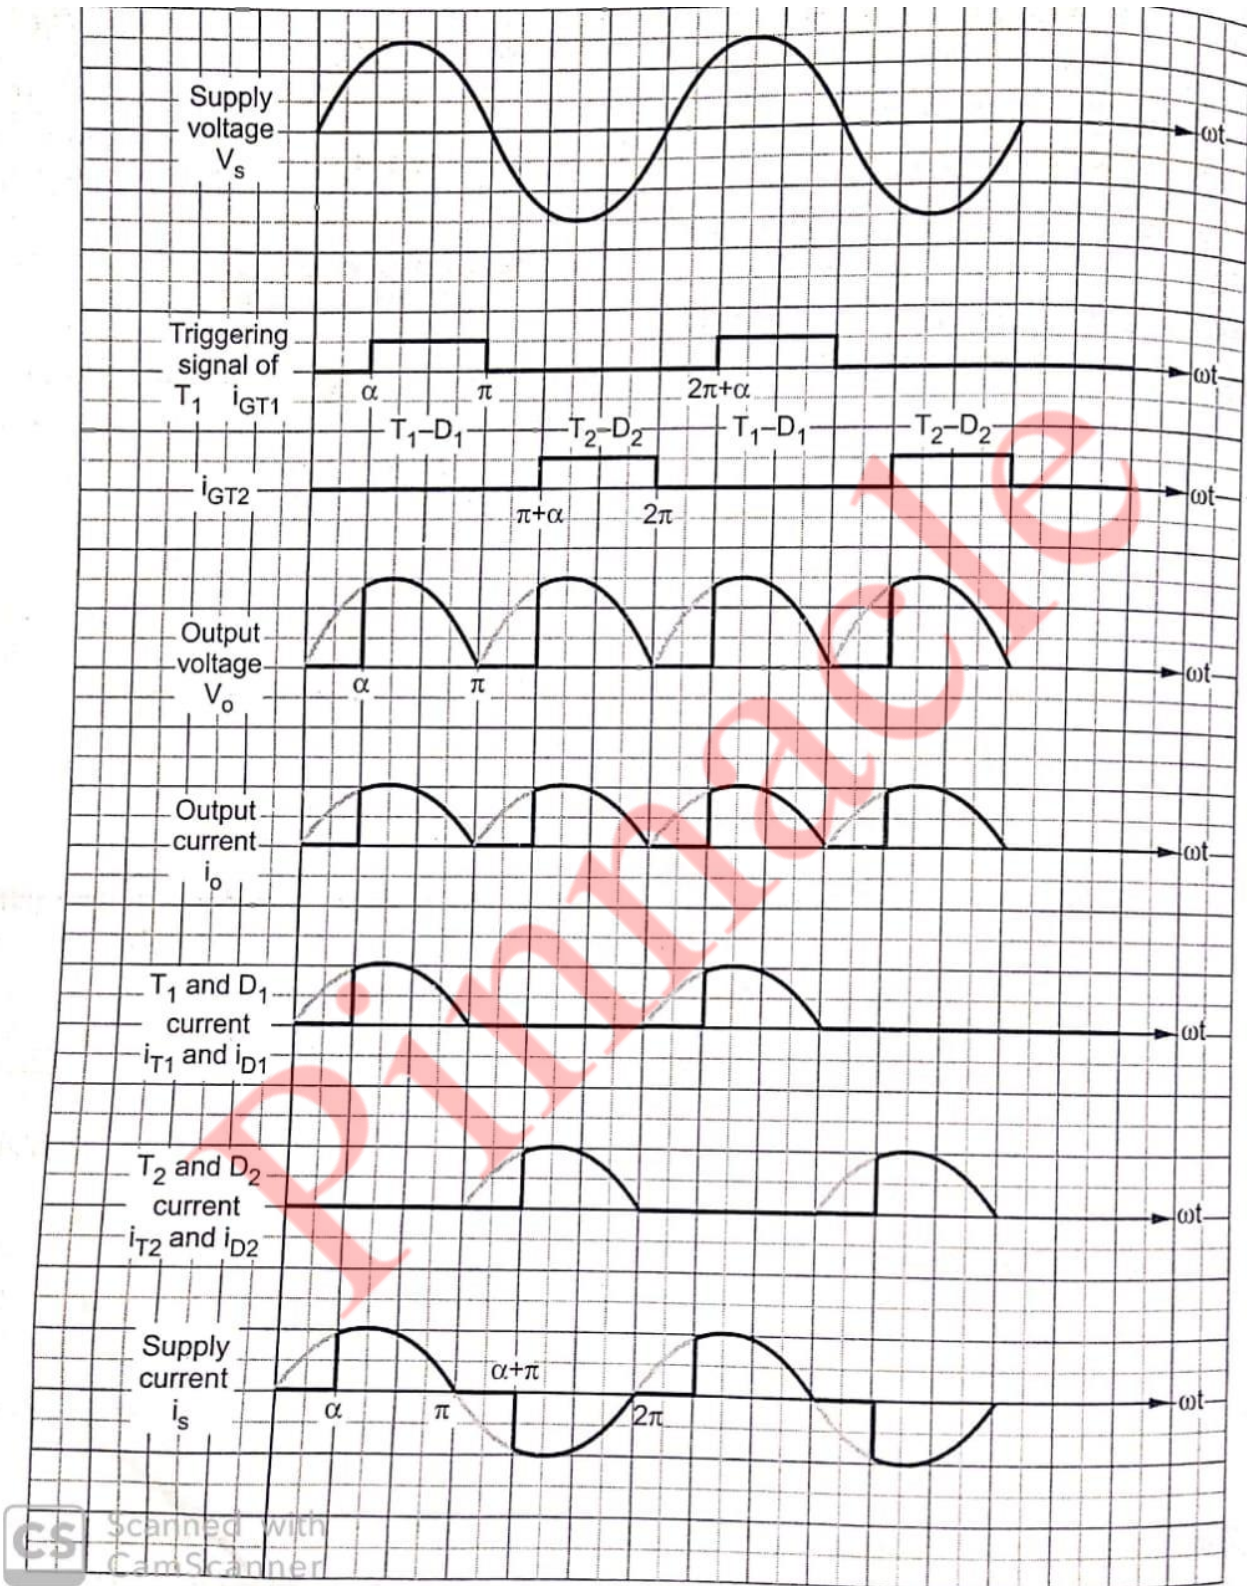 Supply
voltage
Vs
ωt
Triggering
signal of
T1 iGT1
α
π
2π+α
ωt
T1–D1
T2–D2
T1–D1
T2–D2
iGT2
π+α
2π
ωt
Output
voltage
Vo
α
π
ωt
Output
current
io
ωt
T1 and D1
current
iT1 and iD1
ωt
T2 and D2
current
iT2 and iD2
ωt
Supply
current
is
α
π
α+π
2π
ωt
Pinnacle
CS
Scanned with
CamScanner